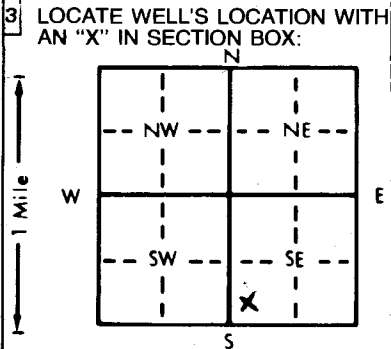 3 LOCATE WELL'S LOCATION WITH
AN “X” IN SECTION BOX:
N
NW NE
W E
1 Mile
SW SE
X
S